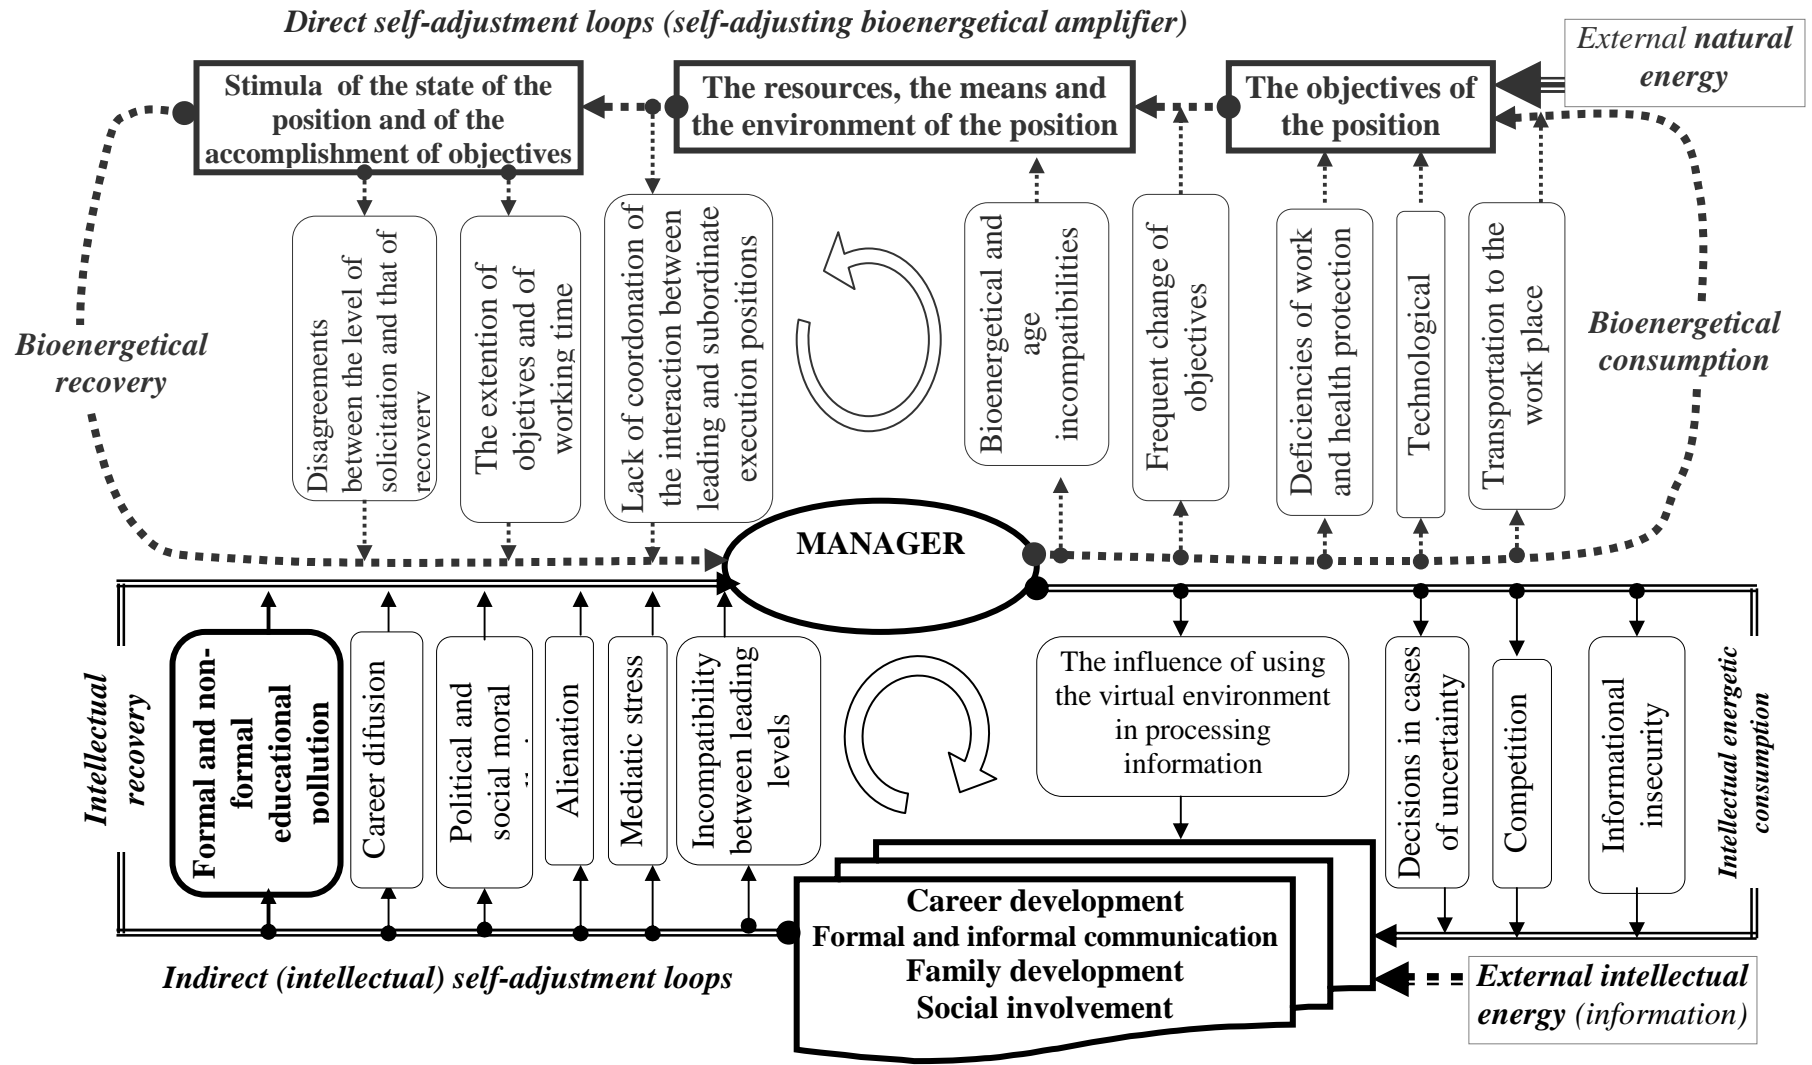 Direct self-adjustment loops (self-adjusting bioenergetical amplifier)
External natural
energy
Stimula of the state of the
position and of the
accomplishment of objectives
The resources, the means and
the environment of the position
The objectives of
the position
Bioenergetical
recovery
Disagreements
between the level of
solicitation and that of
recovery
The extention of
objetives and of
working time
Lack of coordonation of
the interaction between
leading and subordinate
execution positions
Bioenergetical and
age
incompatibilities
Frequent change of
objectives
Deficiencies of work
and health protection
Technological
Transportation to the
work place
Bioenergetical
consumption
MANAGER
Intellectual
recovery
Formal and non-
formal
educational
pollution
Career difusion
Political and
social moral
Alienation
Mediatic stress
Incompatibility
between leading
levels
The influence of using
the virtual environment
in processing
information
Decisions in cases
of uncertainty
Competition
Informational
insecurity
Intellectual energetic
consumption
Career development
Formal and informal communication
Family development
Social involvement
Indirect (intellectual) self-adjustment loops
External intellectual
energy (information)